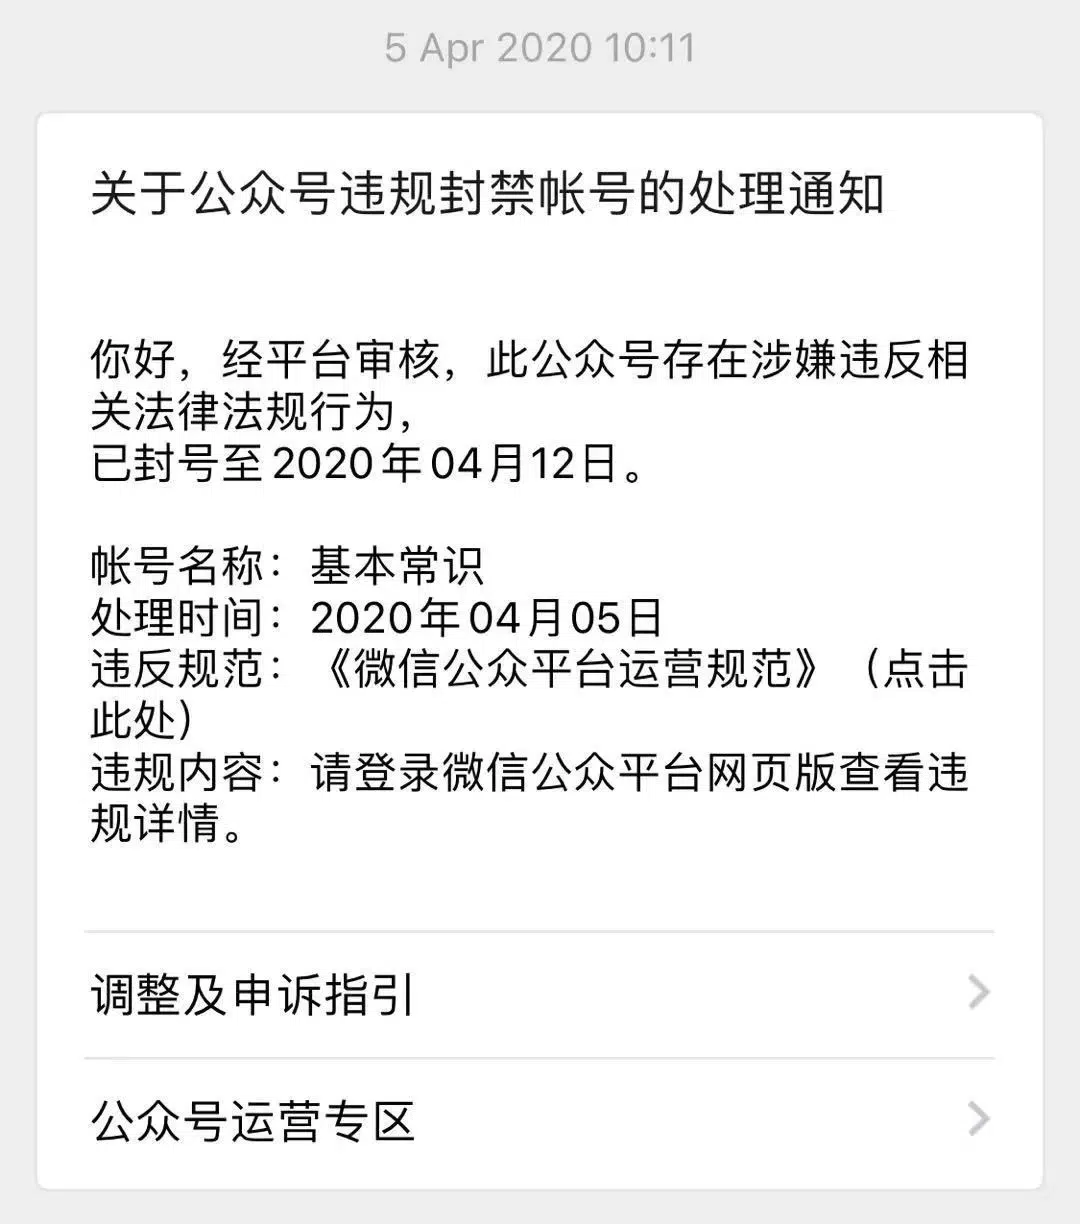 5 Apr 2020 10:11
关于公众号违规封禁帐号的处理通知
你好，经平台审核，此公众号存在涉嫌违反相
关法律法规行为，
已封号至2020年04月12日。
帐号名称：基本常识
处理时间：2020年04月05日
违反规范：《微信公众平台运营规范》（点击
此处）
违规内容：请登录微信公众平台网页版查看违
规详情。
调整及申诉指引
公众号运营专区